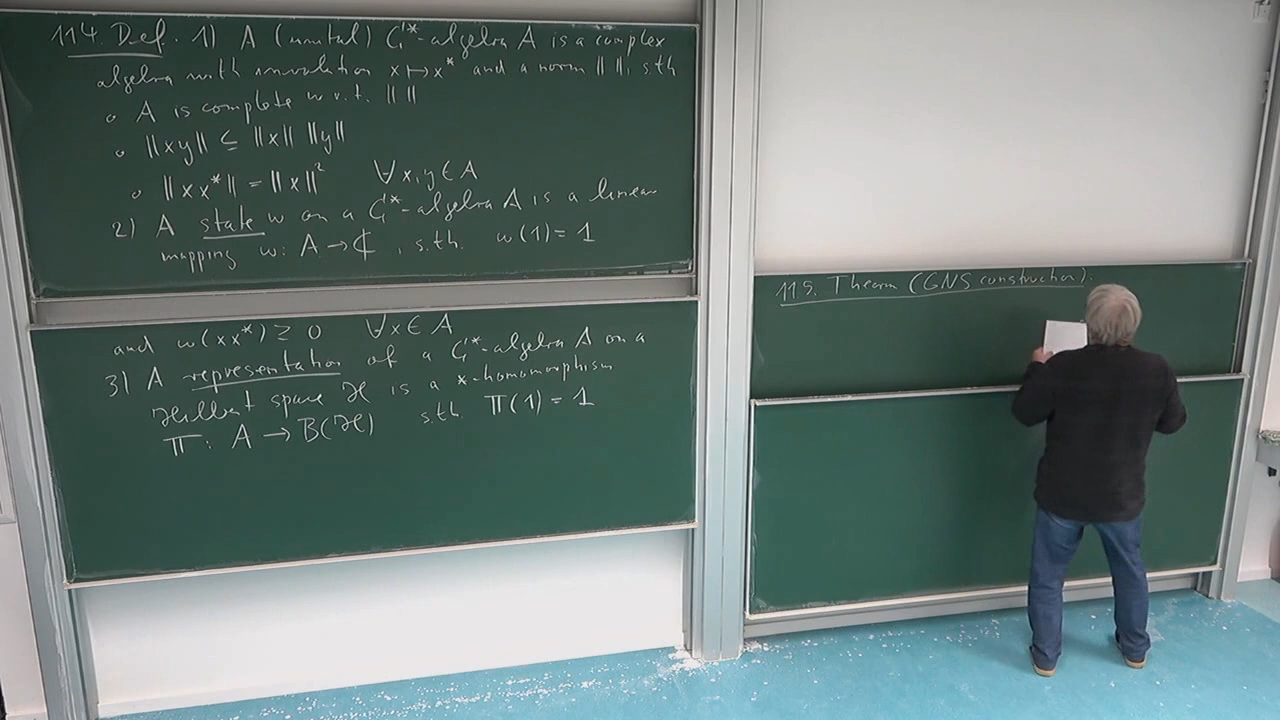 114. Def. 1) A (unital) C*-algebra A is a complex
algebra with involution x ↦ x* and a norm ‖ ‖, s.th
∘ A is complete w.r.t. ‖ ‖
∘ ‖xy‖ ≤ ‖x‖ ‖y‖
∘ ‖xx*‖ = ‖x‖² ∀x,y ∈ A
2) A state ω on a C*-algebra A is a linear
mapping ω: A → ℂ, s.th. ω(1) = 1
and ω(xx*) ≥ 0 ∀x ∈ A
3) A representation of a C*-algebra A on a
Hilbert space ℋ is a *-homomorphism
π: A → B(ℋ) s.th π(1) = 1
115. Theorem (GNS construction).